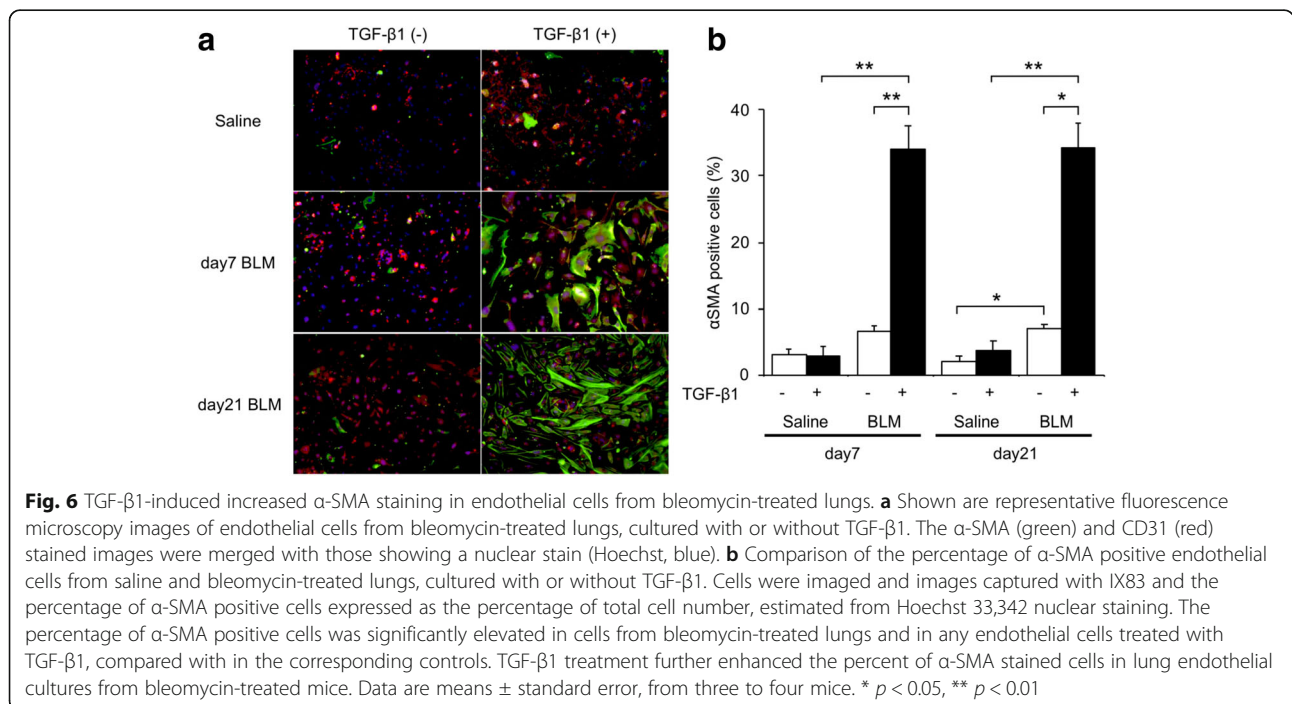 a
TGF-β1 (-)
TGF-β1 (+)
Saline
day7 BLM
day21 BLM
b
** **
** *
40
30
20
10
0
αSMA positive cells (%)
*
TGF-β1 - + - + - + - +
Saline BLM Saline BLM
day7 day21
Fig. 6 TGF-β1-induced increased α-SMA staining in endothelial cells from bleomycin-treated lungs. a Shown are representative fluorescence
microscopy images of endothelial cells from bleomycin-treated lungs, cultured with or without TGF-β1. The α-SMA (green) and CD31 (red)
stained images were merged with those showing a nuclear stain (Hoechst, blue). b Comparison of the percentage of α-SMA positive endothelial
cells from saline and bleomycin-treated lungs, cultured with or without TGF-β1. Cells were imaged and images captured with IX83 and the
percentage of α-SMA positive cells expressed as the percentage of total cell number, estimated from Hoechst 33,342 nuclear staining. The
percentage of α-SMA positive cells was significantly elevated in cells from bleomycin-treated lungs and in any endothelial cells treated with
TGF-β1, compared with in the corresponding controls. TGF-β1 treatment further enhanced the percent of α-SMA stained cells in lung endothelial
cultures from bleomycin-treated mice. Data are means ± standard error, from three to four mice. * p < 0.05, ** p < 0.01